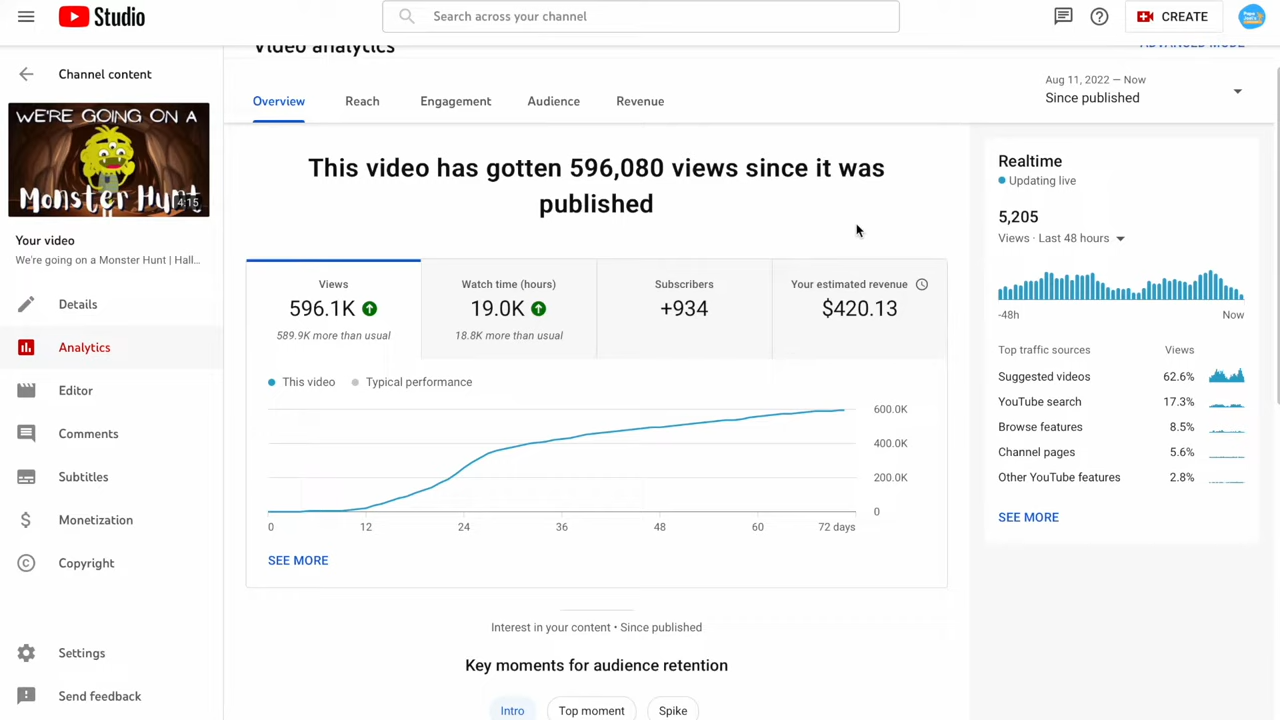 Studio
Search across your channel
CREATE
Channel content
Video analytics
ADVANCED MODE
Overview
Reach
Engagement
Audience
Revenue
Aug 11, 2022 — Now
Since published
WE'RE GOING ON A
Monster Hunt
4:15
Your video
We're going on a Monster Hunt | Hall...
Details
Analytics
Editor
Comments
Subtitles
Monetization
Copyright
Settings
Send feedback
This video has gotten 596,080 views since it was
published
Views
596.1K
589.9K more than usual
Watch time (hours)
19.0K
18.8K more than usual
Subscribers
+934
Your estimated revenue
$420.13
This video
Typical performance
600.0K
400.0K
200.0K
0
0 12 24 36 48 60 72 days
SEE MORE
Interest in your content • Since published
Key moments for audience retention
Intro
Top moment
Spike
Realtime
Updating live
5,205
Views · Last 48 hours
-48h
Now
Top traffic sources Views
Suggested videos 62.6%
YouTube search 17.3%
Browse features 8.5%
Channel pages 5.6%
Other YouTube features 2.8%
SEE MORE